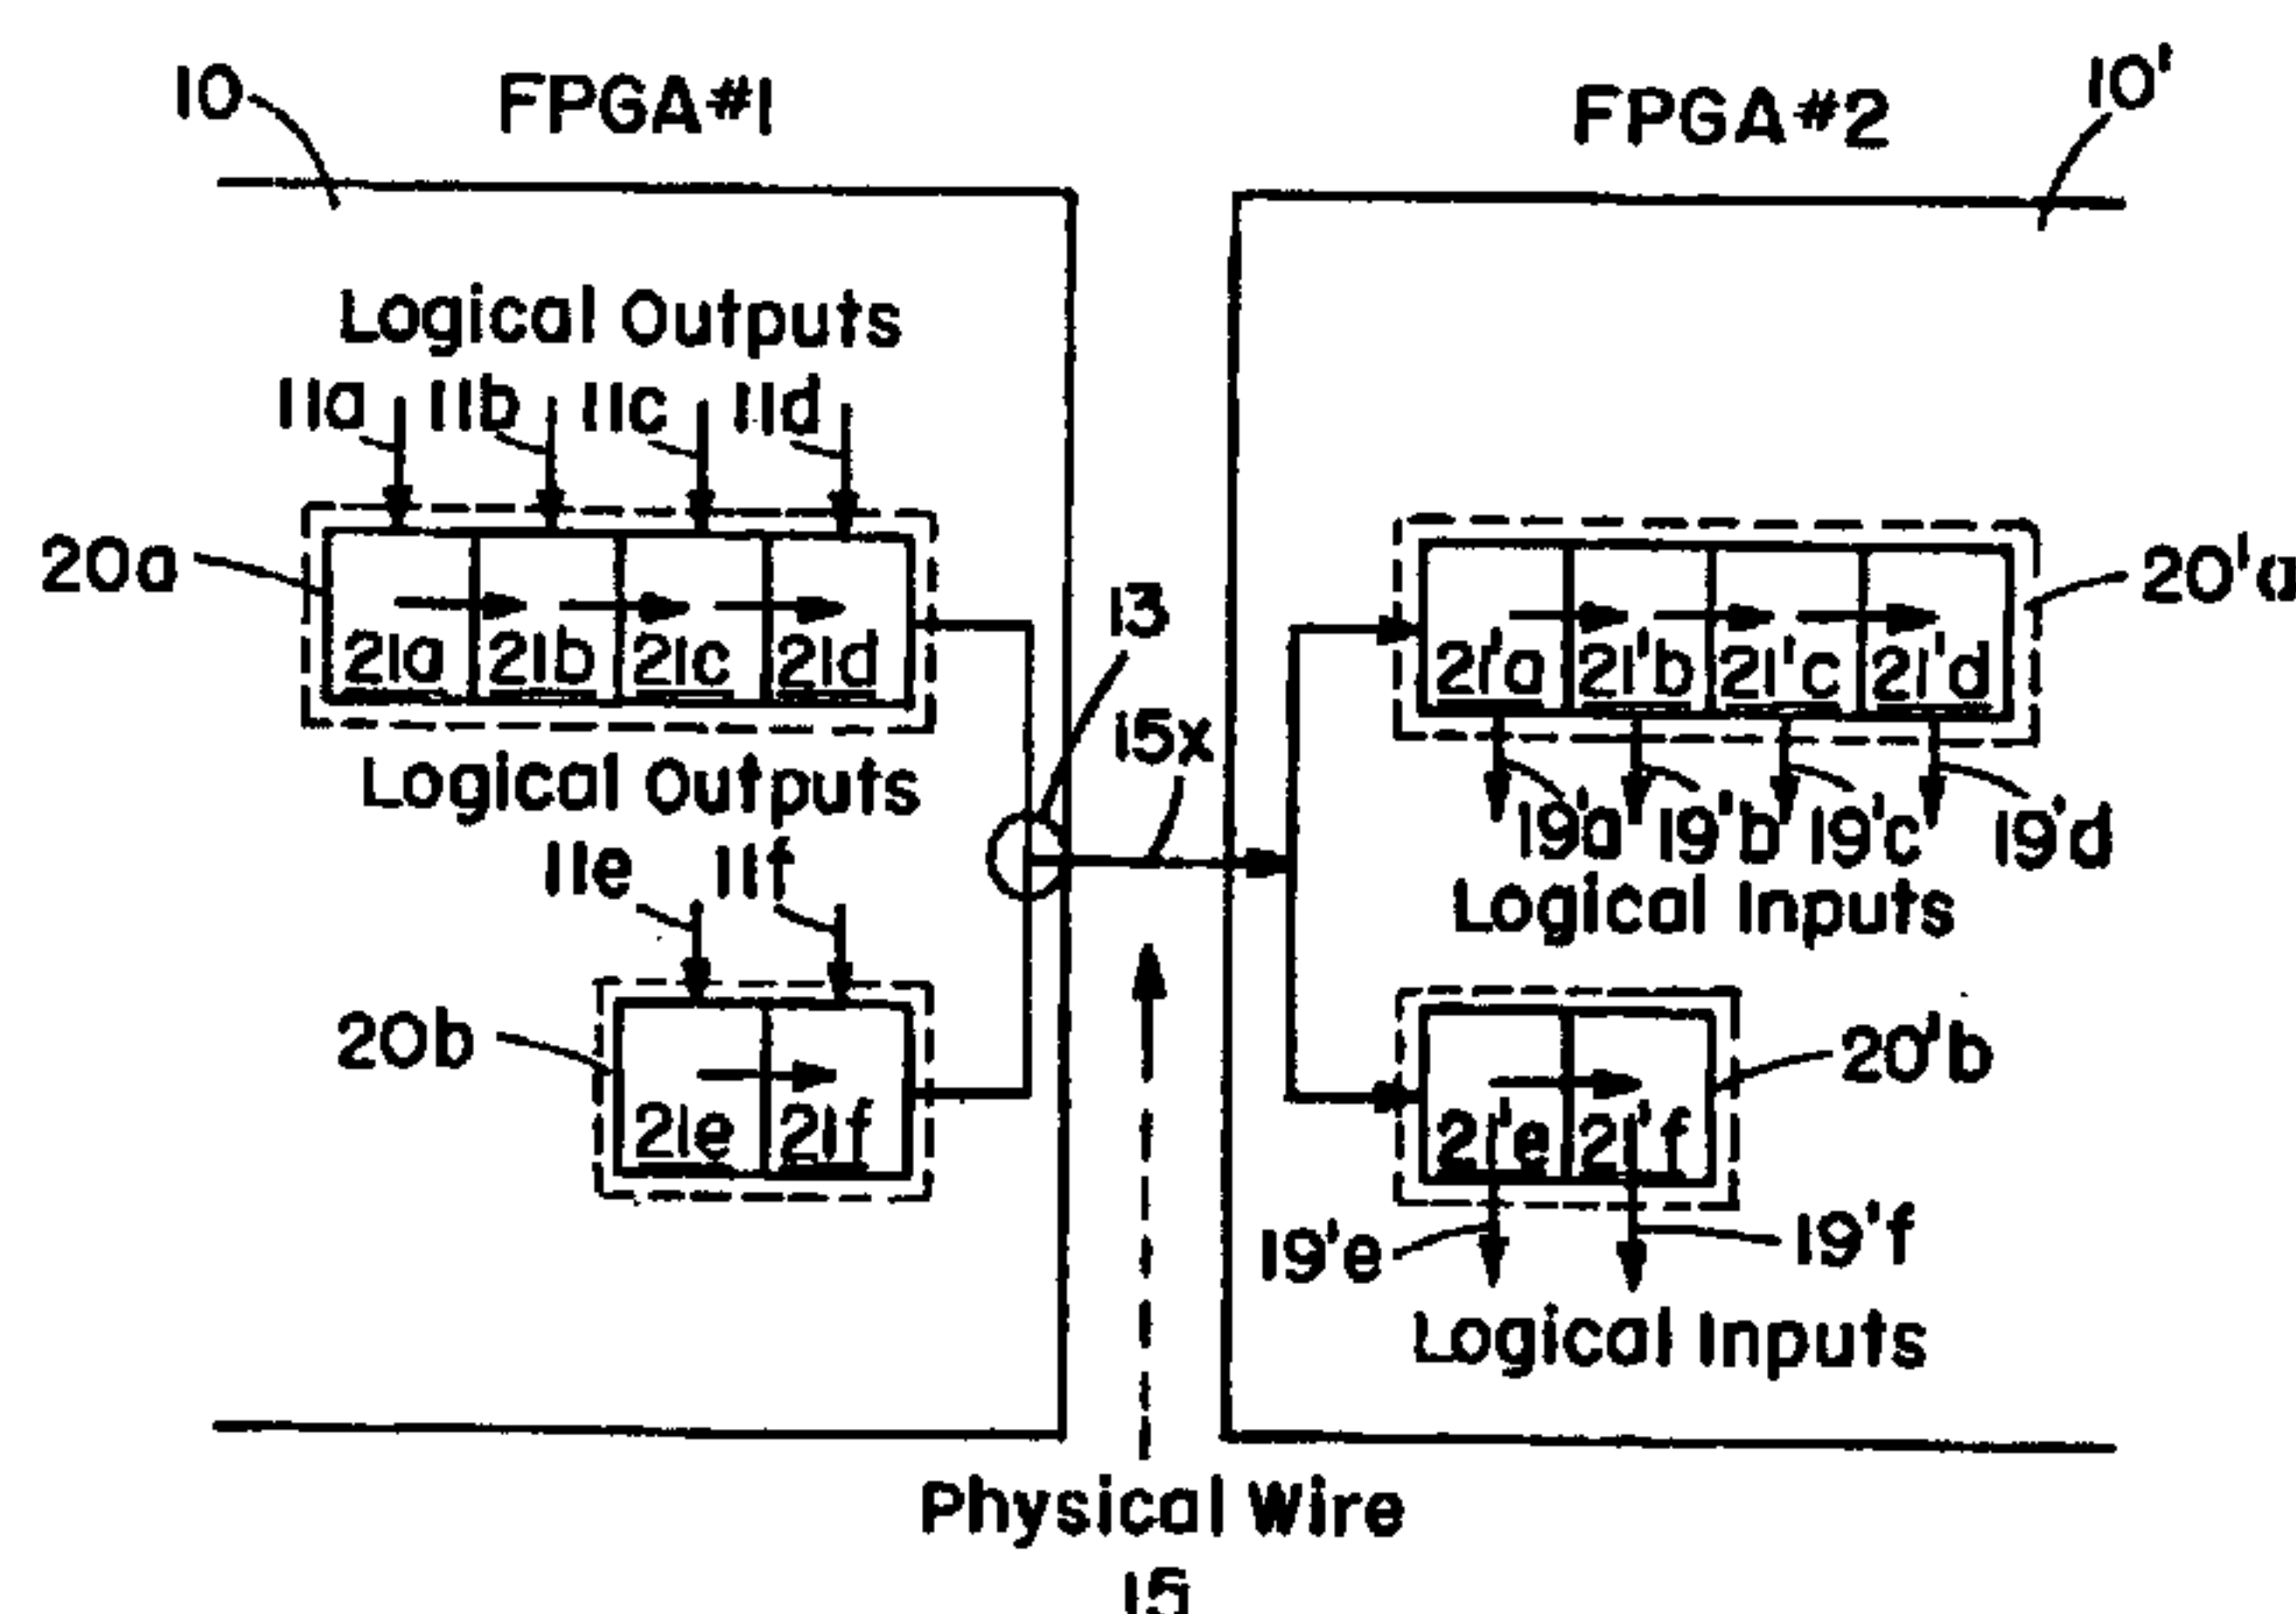 10 FPGA#1 FPGA#2 10'
Logical Outputs
11a 11b 11c 11d
20a 21a 21b 21c 21d 13 21'a 21'b 21'c 21'd 20'a
15x
Logical Outputs
11e 11f 19'a 19'b 19'c 19'd
Logical Inputs
20b 21e 21f 21'e 21'f 20'b
19'e 19'f
Logical Inputs
Physical Wire
15